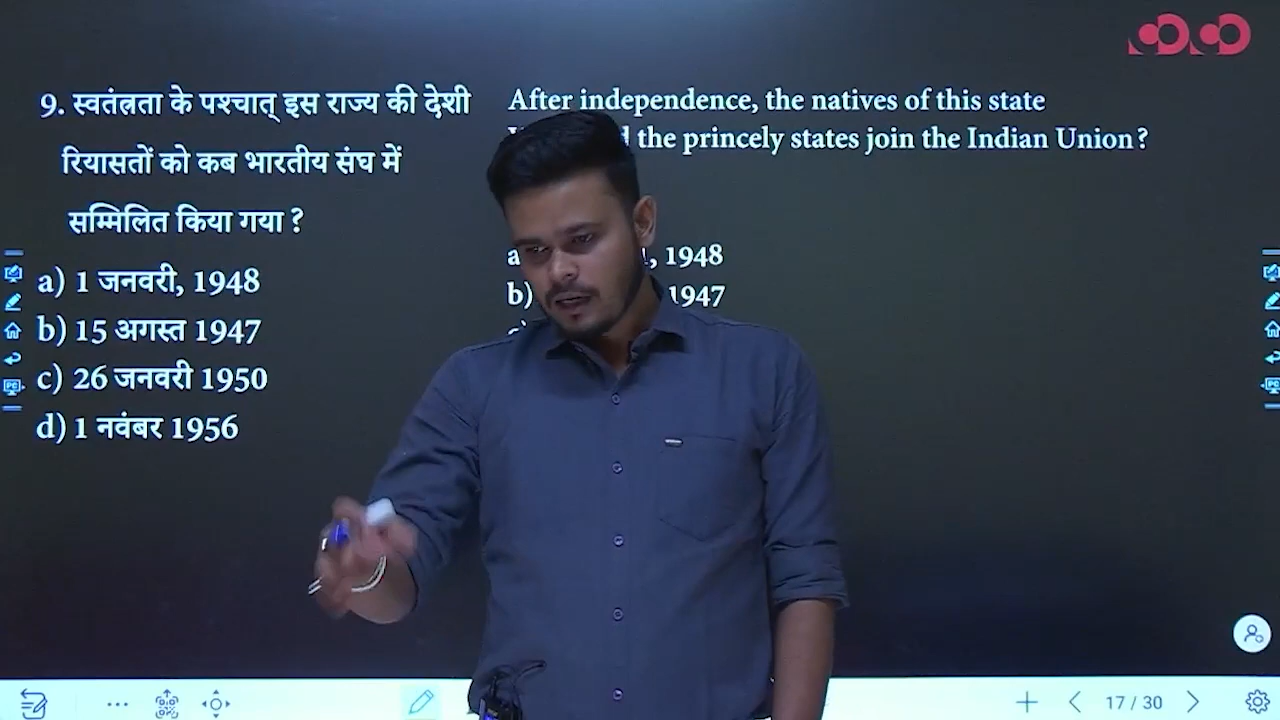 9. स्वतंत्रता के पश्चात् इस राज्य की देशी
रियासतों को कब भारतीय संघ में
सम्मिलित किया गया ?
a) 1 जनवरी, 1948
b) 15 अगस्त 1947
c) 26 जनवरी 1950
d) 1 नवंबर 1956
After independence, the natives of this state
the princely states join the Indian Union?
a
, 1948
b) 1947
PC
PC
17 / 30